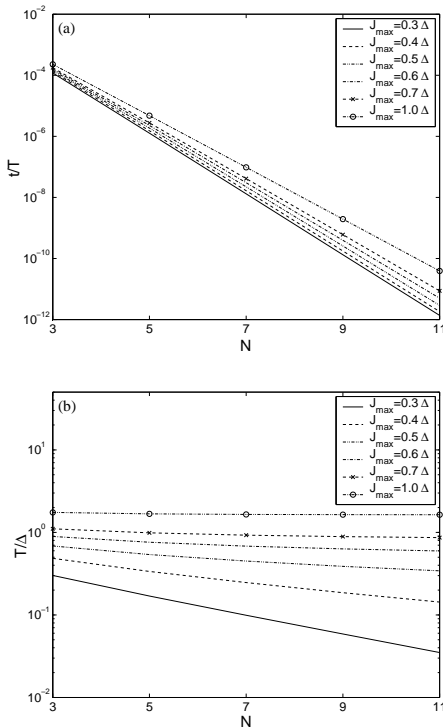 10^−2
(a)
J_max=0.3 Δ
J_max=0.4 Δ
J_max=0.5 Δ
J_max=0.6 Δ
J_max=0.7 Δ
J_max=1.0 Δ
10^−4
10^−6
t/T
10^−8
10^−10
10^−12
3 5 7 9 11
N
(b)
J_max=0.3 Δ
J_max=0.4 Δ
J_max=0.5 Δ
J_max=0.6 Δ
J_max=0.7 Δ
J_max=1.0 Δ
10^1
10^0
T/Δ
10^−1
10^−2
3 5 7 9 11
N